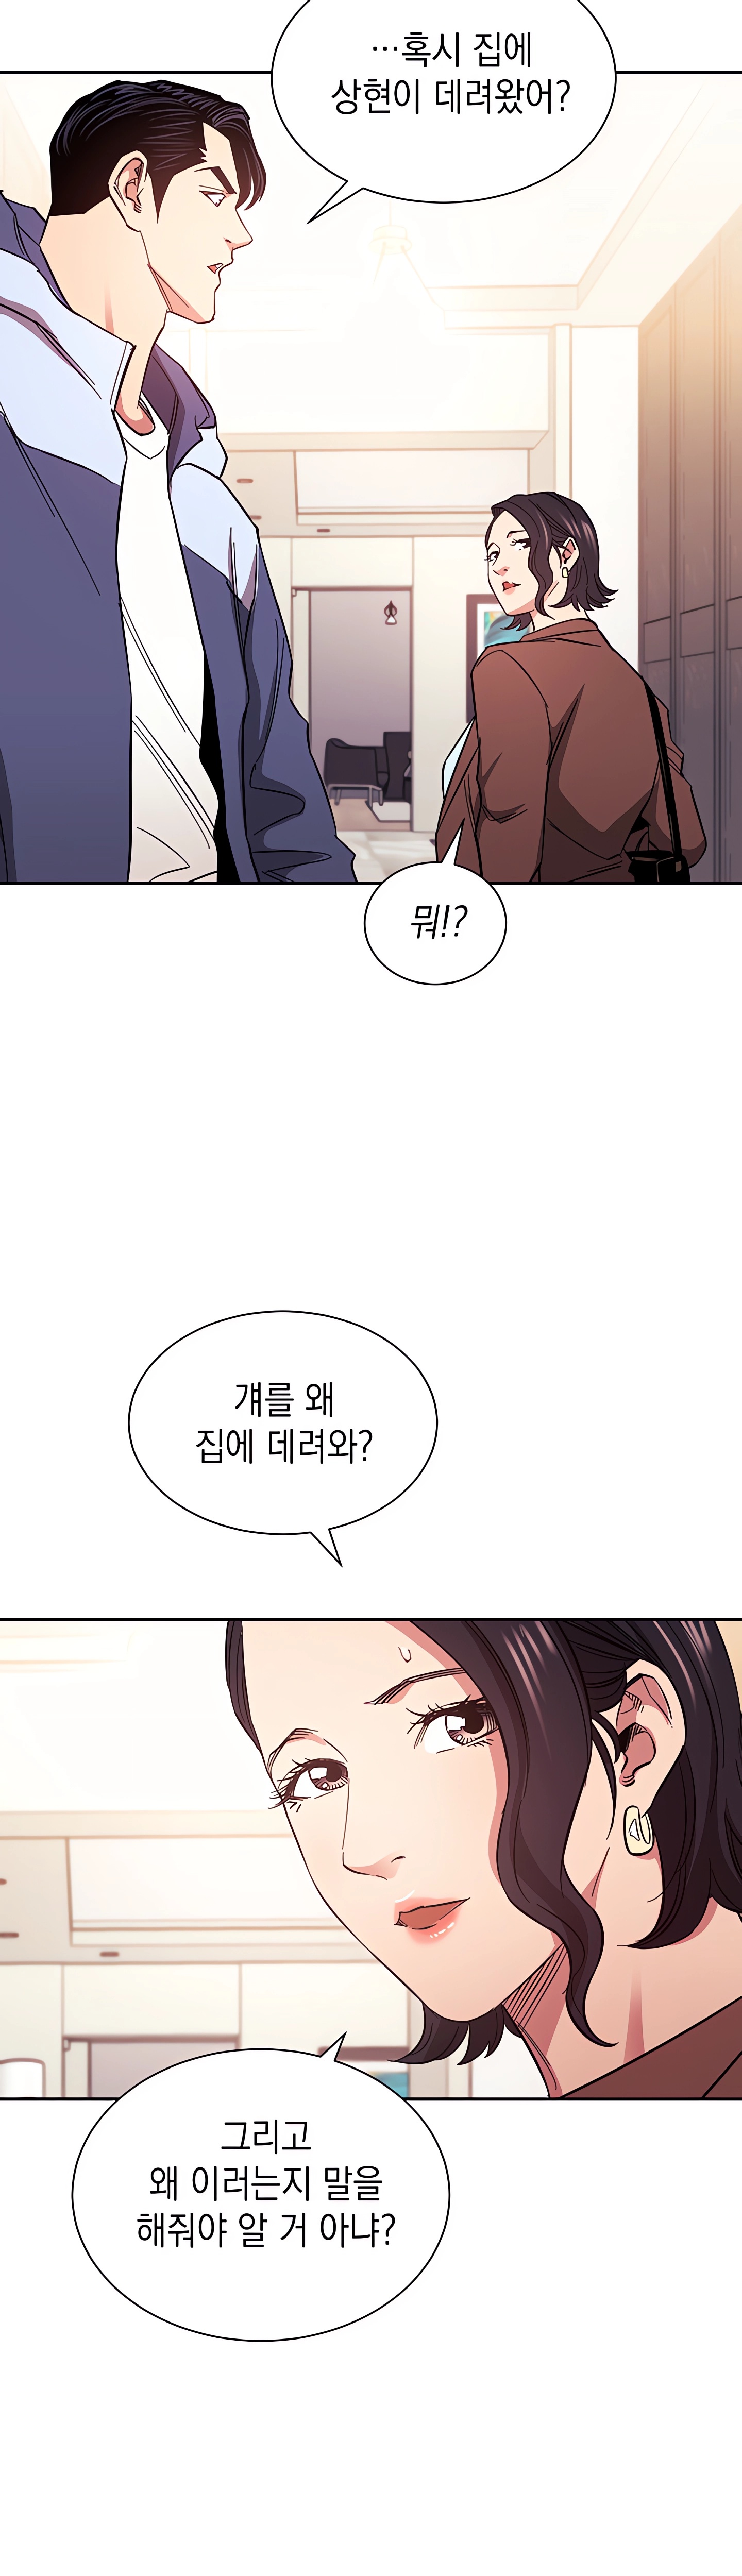 …혹시 집에
상현이 데려왔어?
뭐!?
걔를 왜
집에 데려와?
그리고
왜 이러는지 말을
해줘야 알 거 아냐?